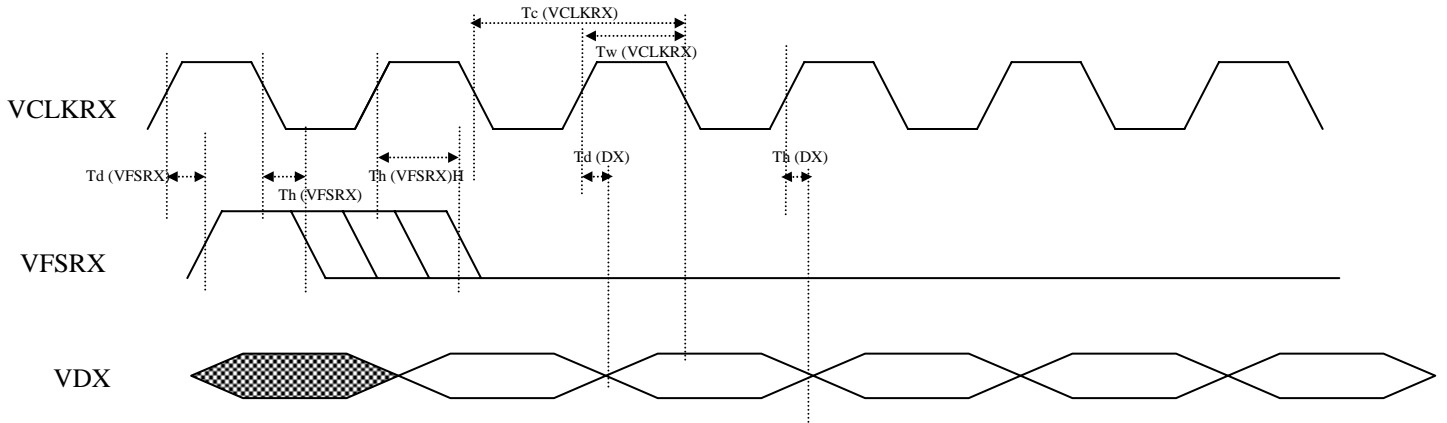 Tc (VCLKRX)
Tw (VCLKRX)
VCLKRX
Td (VFSRX)
Th (VFSRX)
Th (VFSRX)H
Td (DX)
Th (DX)
VFSRX
VDX